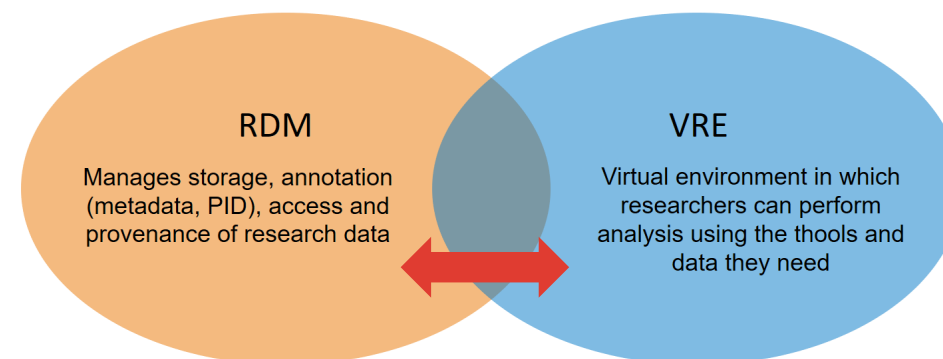 RDM
Manages storage, annotation
(metadata, PID), access and
provenance of research data
VRE
Virtual environment in which
researchers can perform
analysis using the thools and
data they need